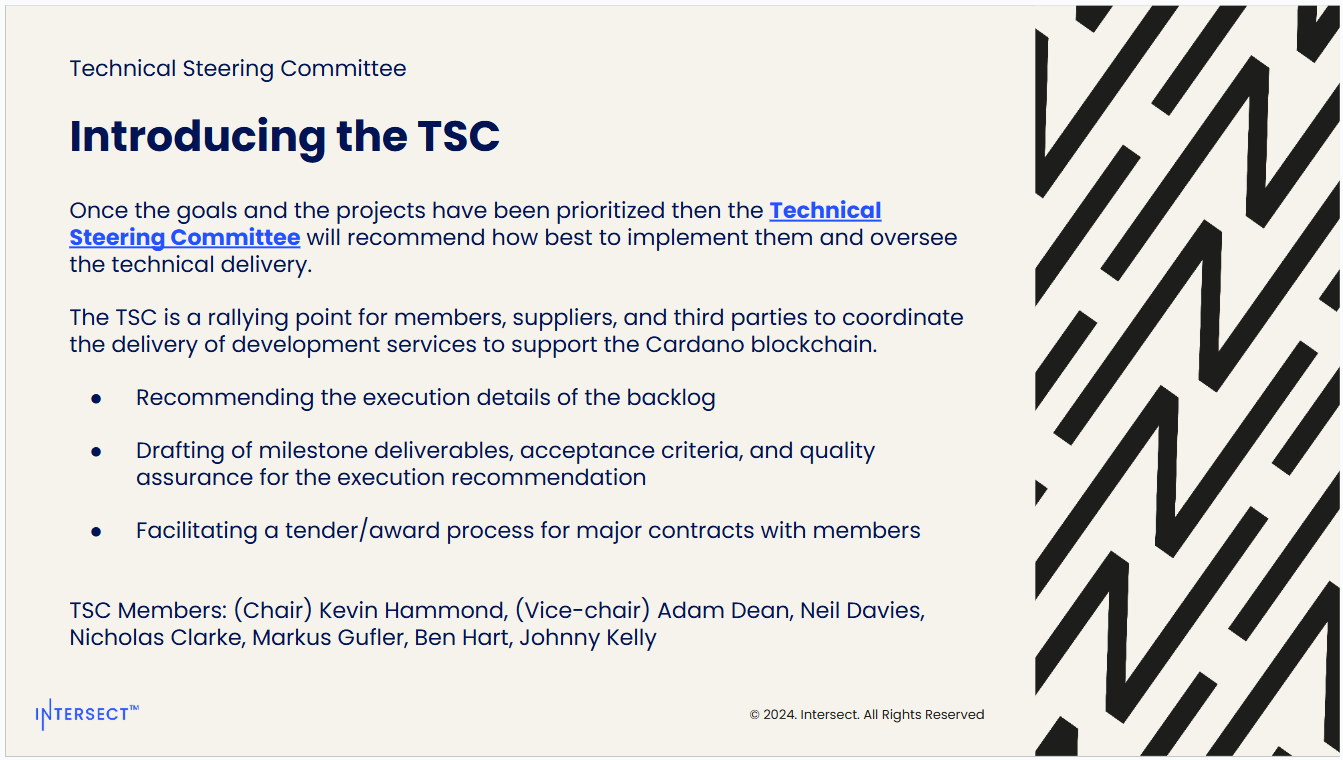 Technical Steering Committee
Introducing the TSC
Once the goals and the projects have been prioritized then the Technical
Steering Committee will recommend how best to implement them and oversee
the technical delivery.
The TSC is a rallying point for members, suppliers, and third parties to coordinate
the delivery of development services to support the Cardano blockchain.
● Recommending the execution details of the backlog
● Drafting of milestone deliverables, acceptance criteria, and quality
assurance for the execution recommendation
● Facilitating a tender/award process for major contracts with members
TSC Members: (Chair) Kevin Hammond, (Vice-chair) Adam Dean, Neil Davies,
Nicholas Clarke, Markus Gufler, Ben Hart, Johnny Kelly
INTERSECT™
© 2024. Intersect. All Rights Reserved